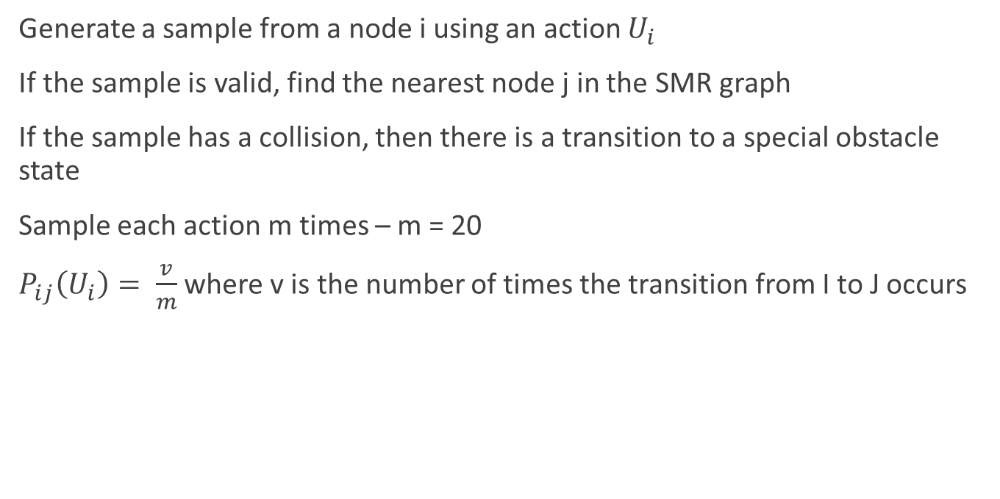 Generate a sample from a node i using an action U_i
If the sample is valid, find the nearest node j in the SMR graph
If the sample has a collision, then there is a transition to a special obstacle
state
Sample each action m times – m = 20
P_{ij}(U_i) = v/m where v is the number of times the transition from I to J occurs